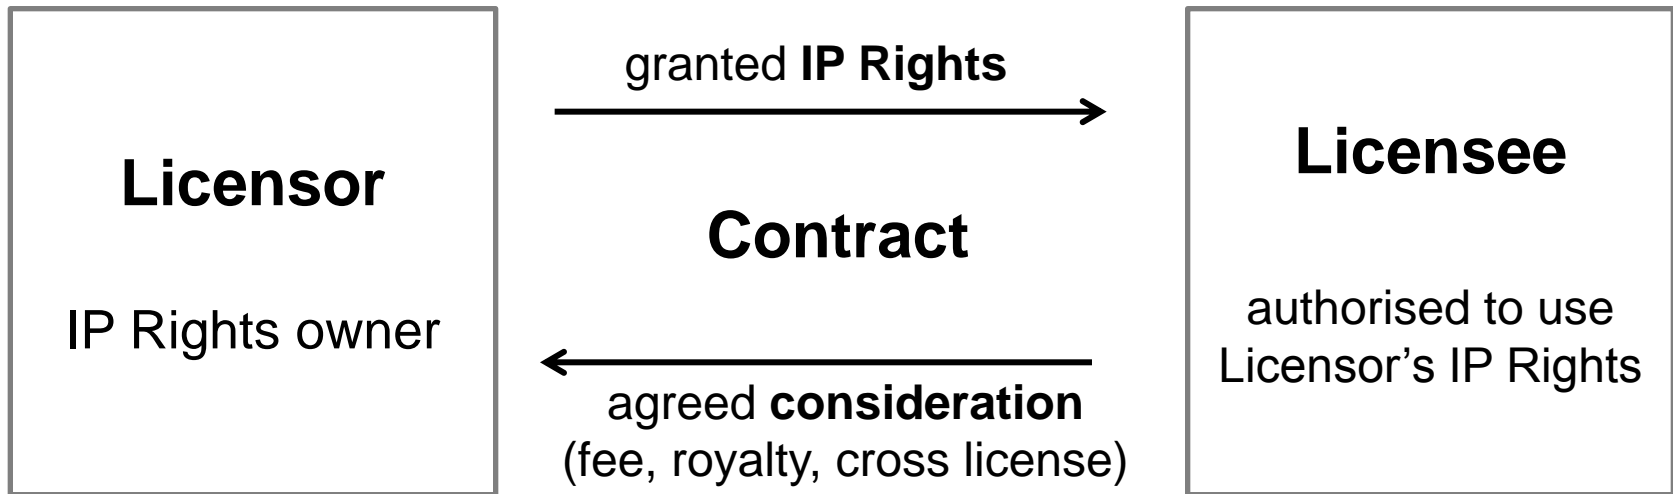 Licensor
IP Rights owner
granted IP Rights
Contract
agreed consideration
(fee, royalty, cross license)
Licensee
authorised to use
Licensor’s IP Rights